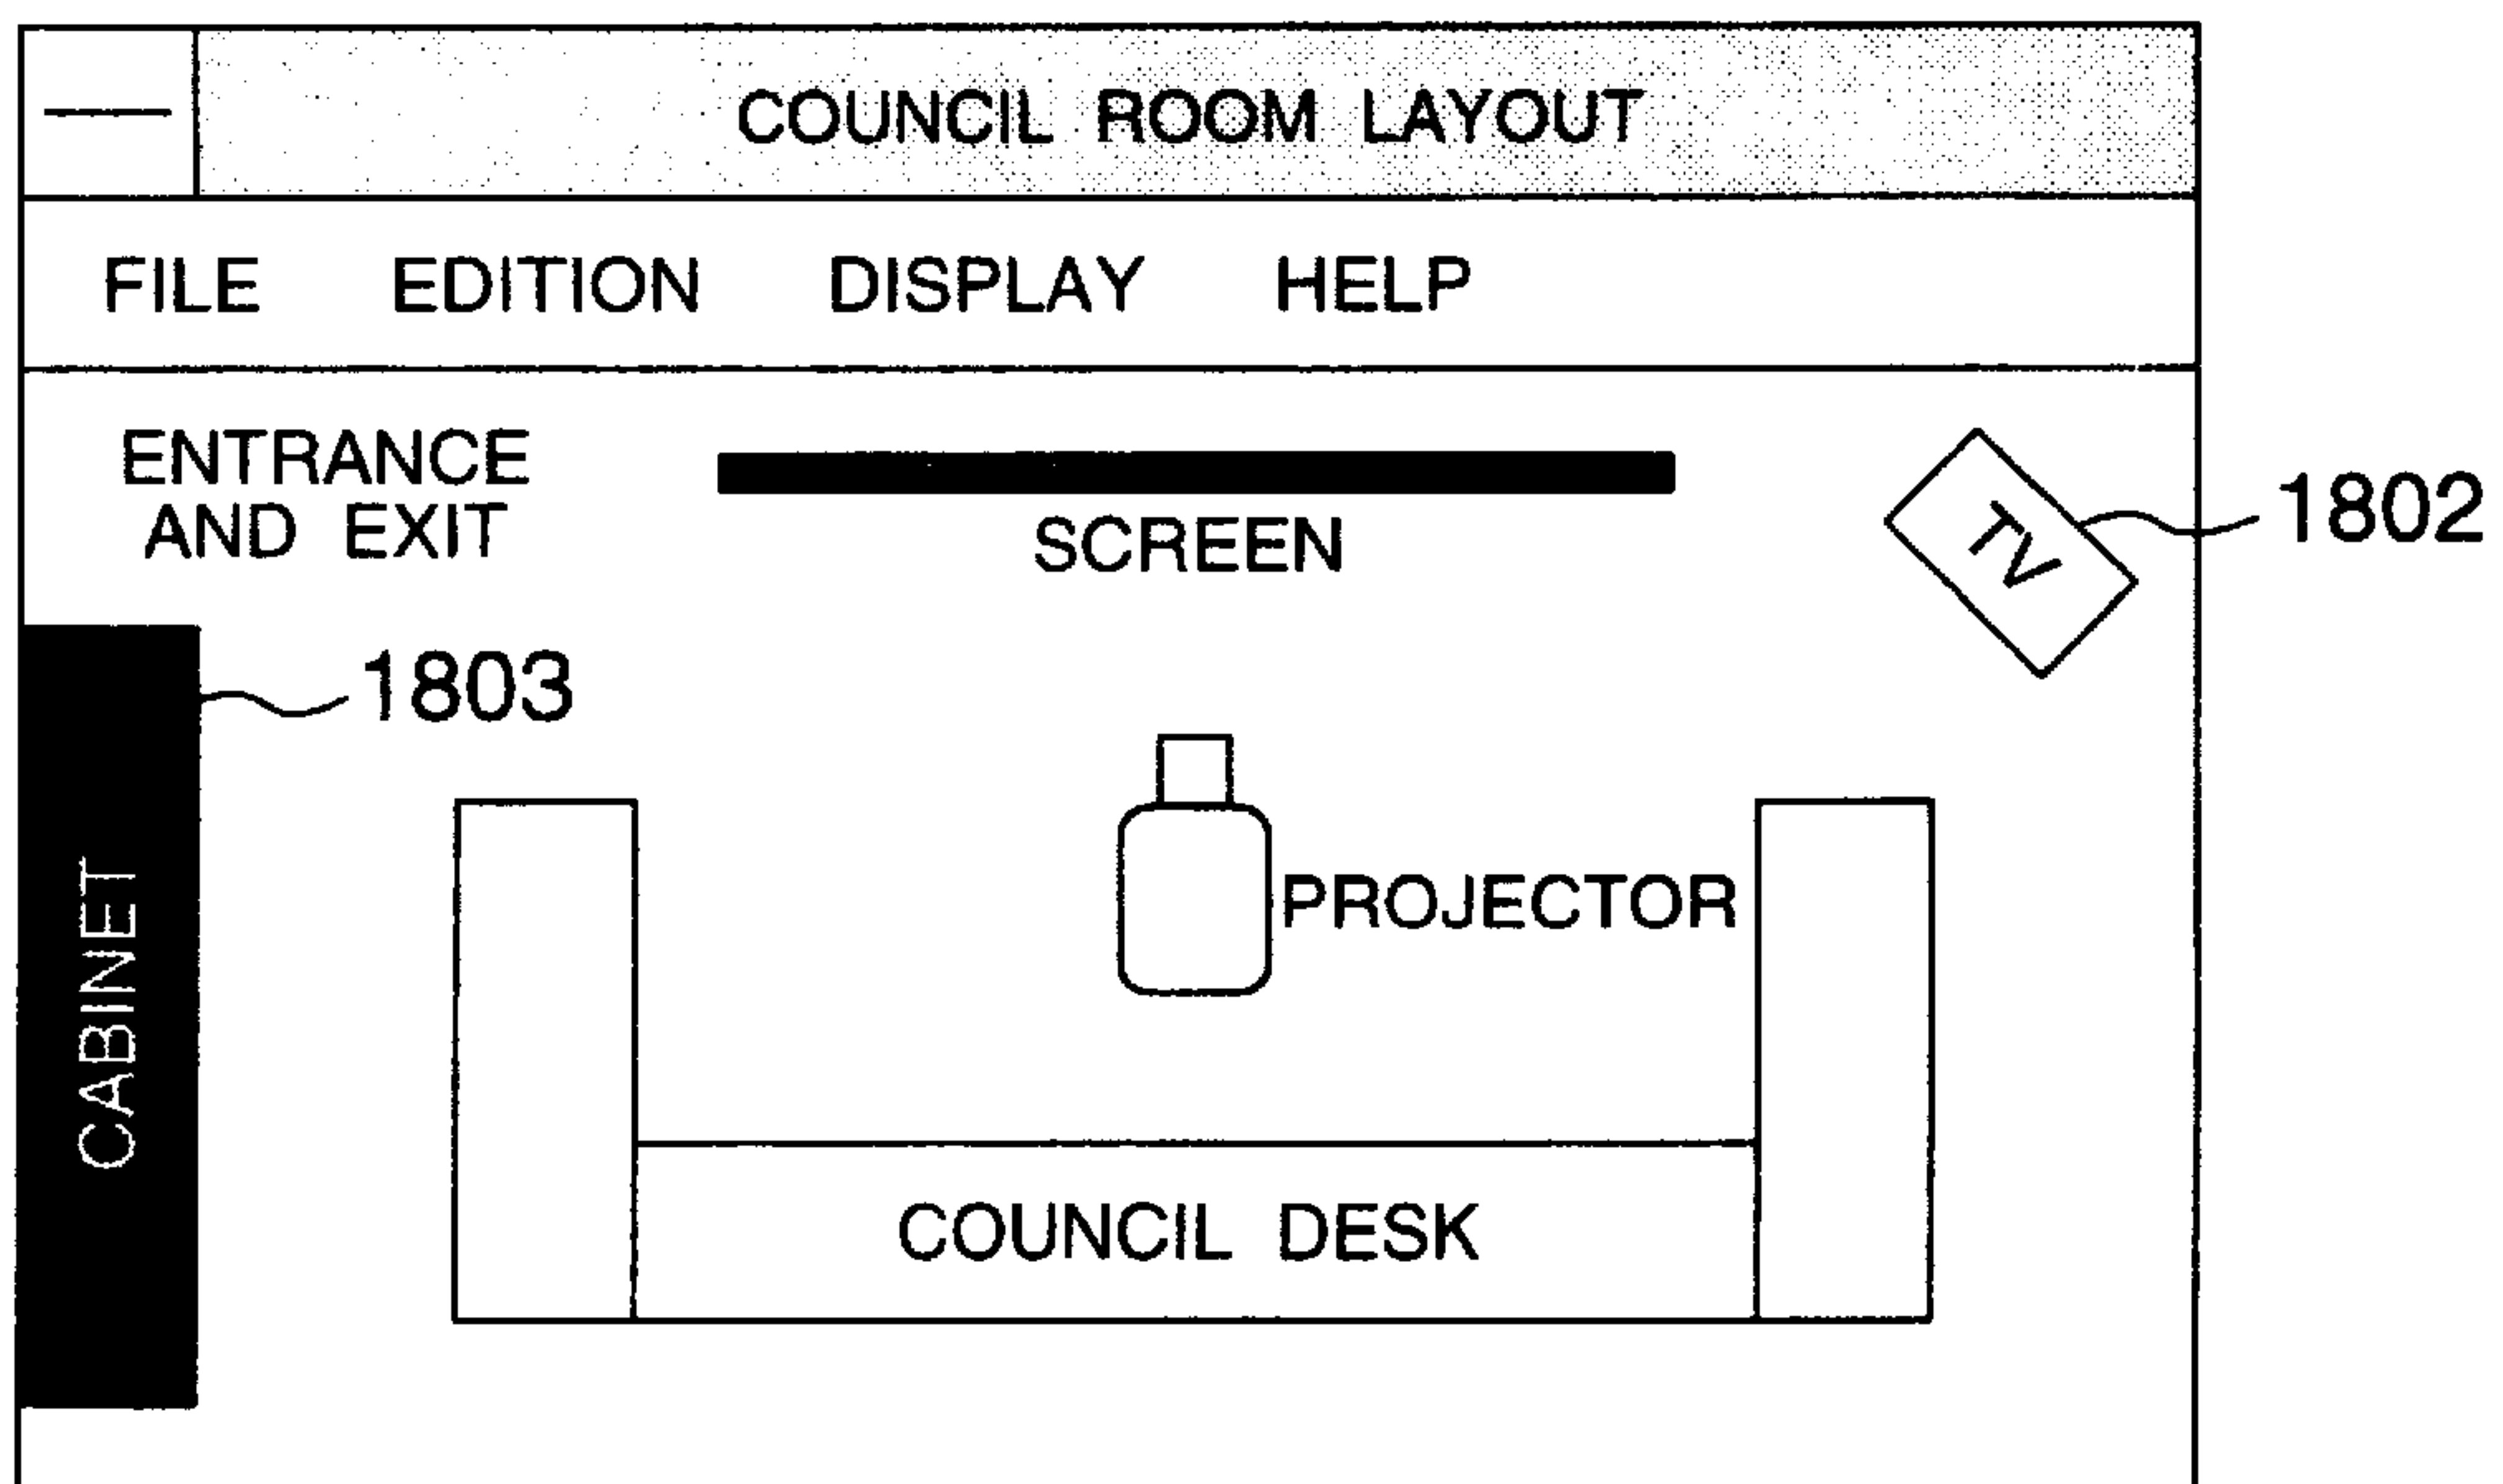 COUNCIL ROOM LAYOUT
FILE EDITION DISPLAY HELP
ENTRANCE
AND EXIT
SCREEN
TV
1802
1803
PROJECTOR
CABINET
COUNCIL DESK